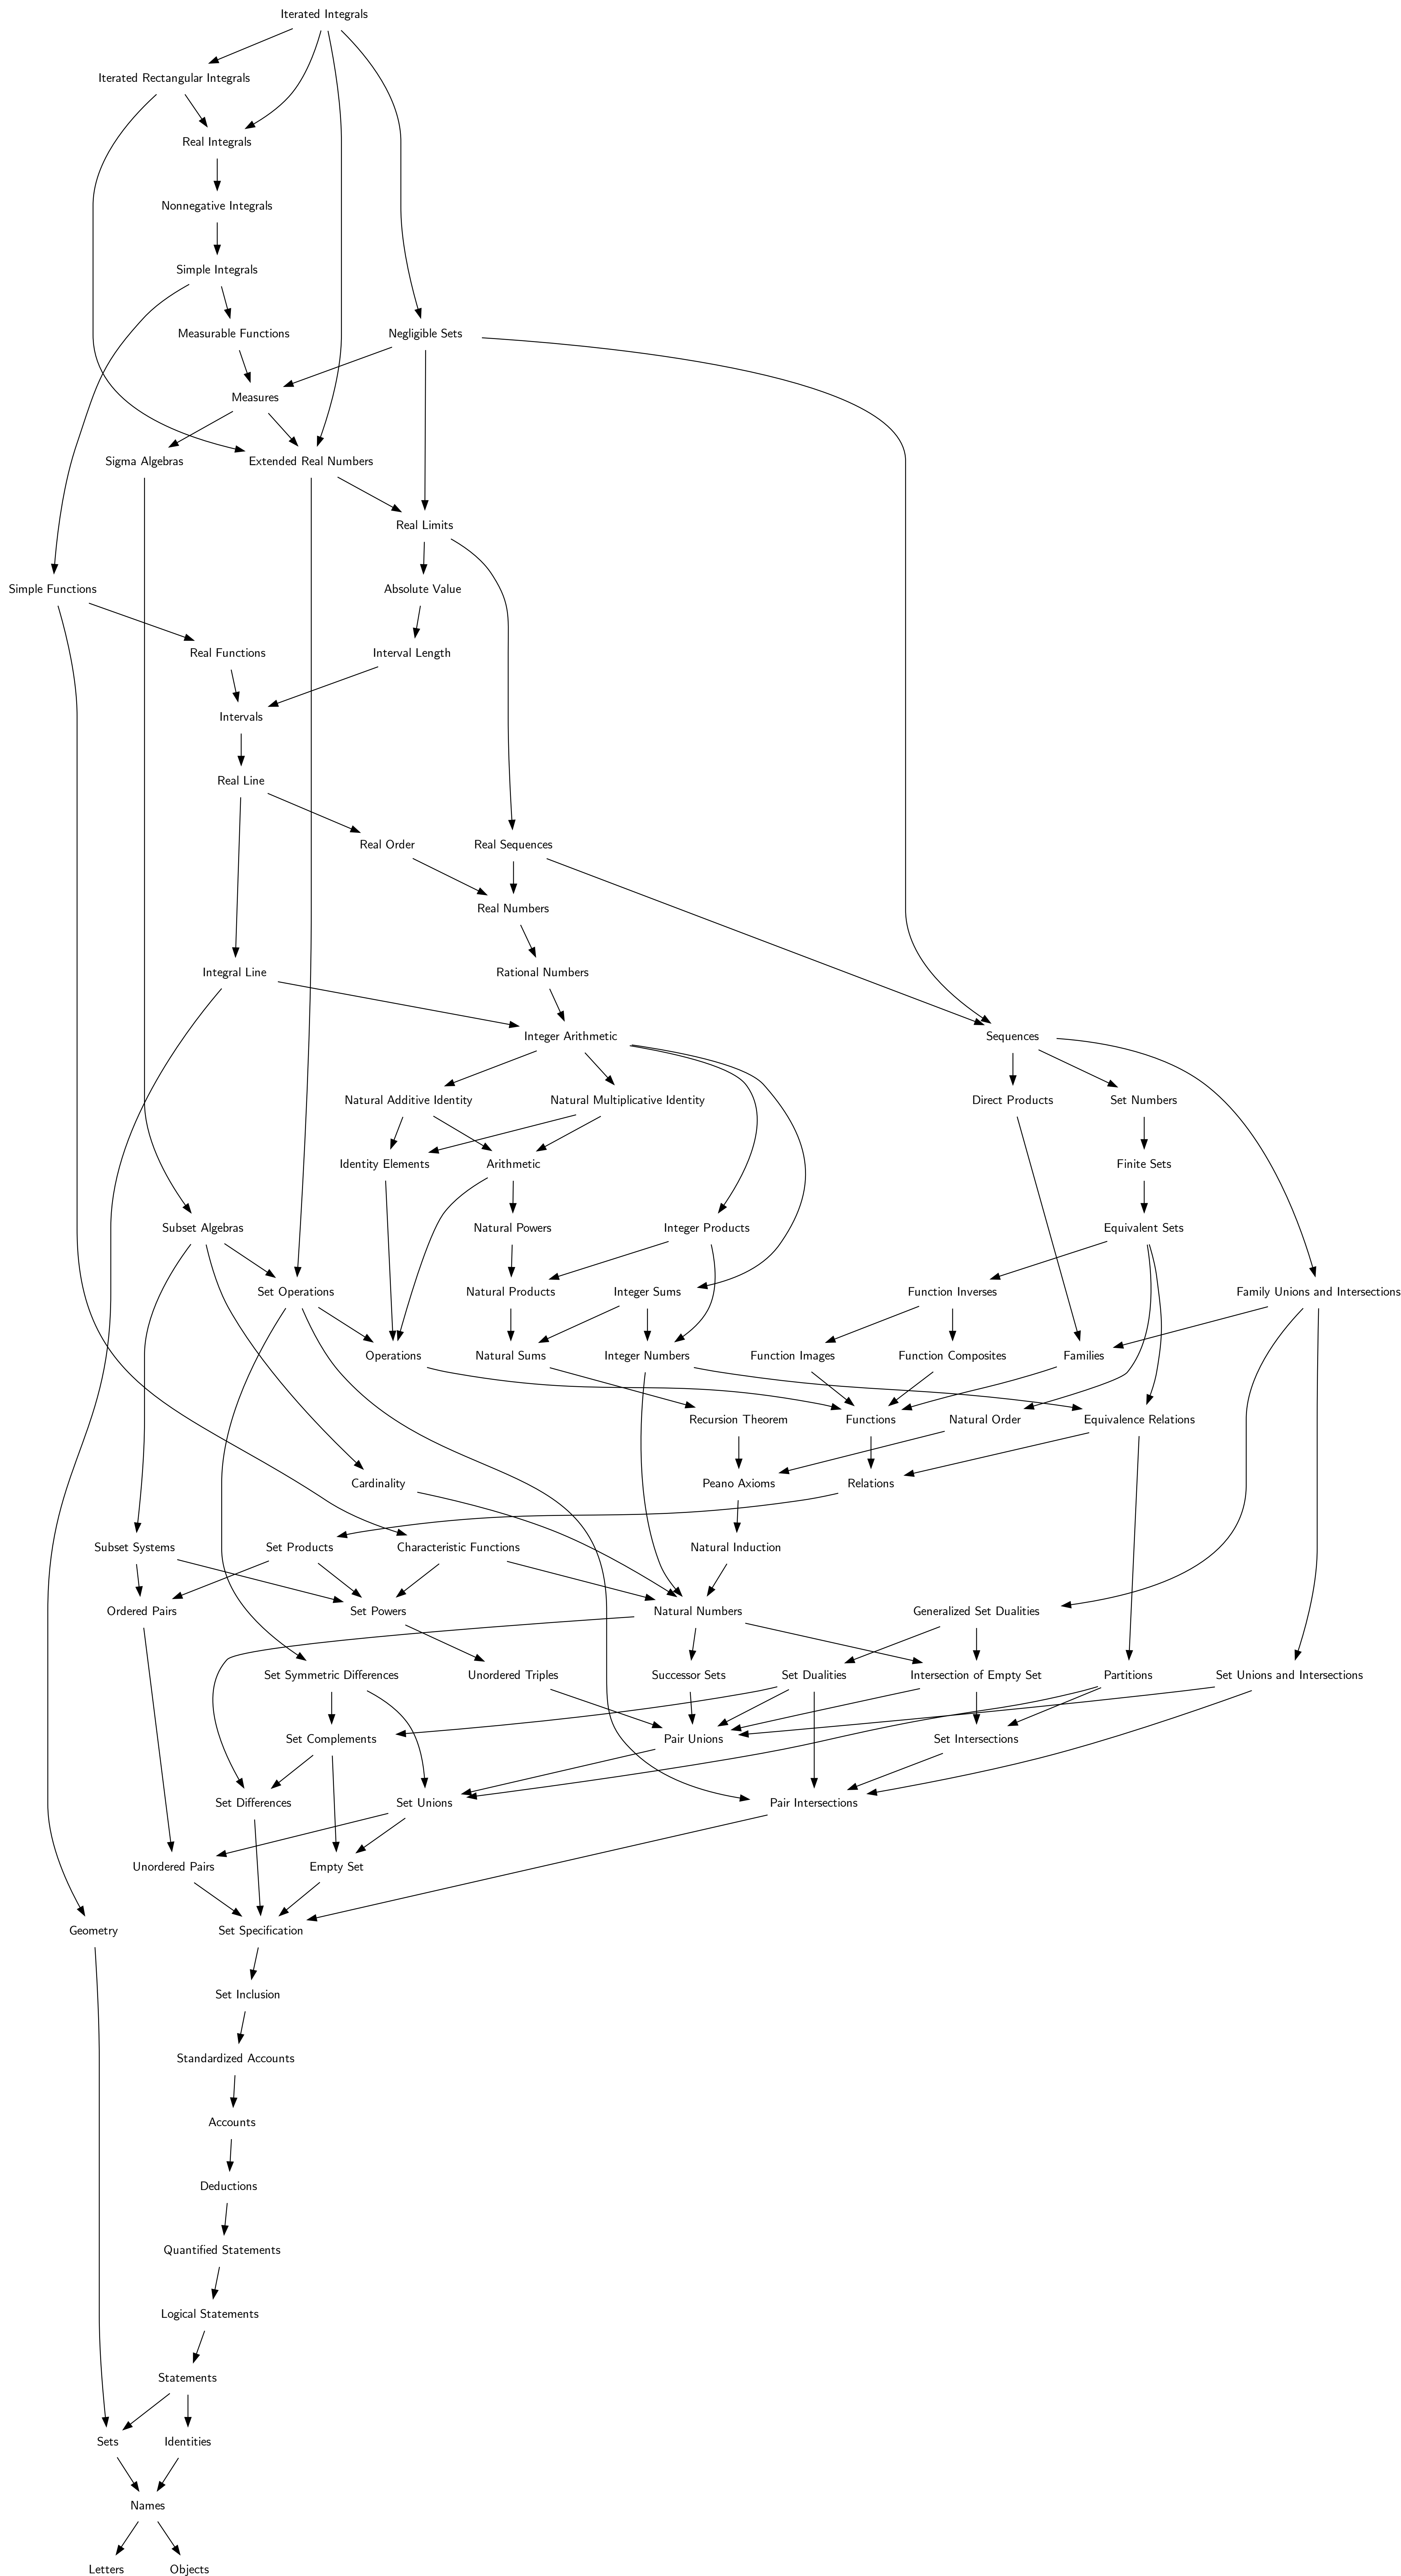 Iterated Integrals
Iterated Rectangular Integrals
Real Integrals
Nonnegative Integrals
Simple Integrals
Measurable Functions
Negligible Sets
Measures
Sigma Algebras
Extended Real Numbers
Real Limits
Simple Functions
Absolute Value
Real Functions
Interval Length
Intervals
Real Line
Real Order
Real Sequences
Real Numbers
Integral Line
Rational Numbers
Integer Arithmetic
Sequences
Natural Additive Identity
Natural Multiplicative Identity
Direct Products
Set Numbers
Identity Elements
Arithmetic
Finite Sets
Subset Algebras
Natural Powers
Integer Products
Equivalent Sets
Set Operations
Natural Products
Integer Sums
Function Inverses
Family Unions and Intersections
Operations
Natural Sums
Integer Numbers
Function Images
Function Composites
Families
Recursion Theorem
Functions
Natural Order
Equivalence Relations
Cardinality
Peano Axioms
Relations
Subset Systems
Set Products
Characteristic Functions
Natural Induction
Ordered Pairs
Set Powers
Natural Numbers
Generalized Set Dualities
Set Symmetric Differences
Unordered Triples
Successor Sets
Set Dualities
Intersection of Empty Set
Partitions
Set Unions and Intersections
Set Complements
Pair Unions
Set Intersections
Set Differences
Set Unions
Pair Intersections
Unordered Pairs
Empty Set
Geometry
Set Specification
Set Inclusion
Standardized Accounts
Accounts
Deductions
Quantified Statements
Logical Statements
Statements
Sets
Identities
Names
Letters
Objects